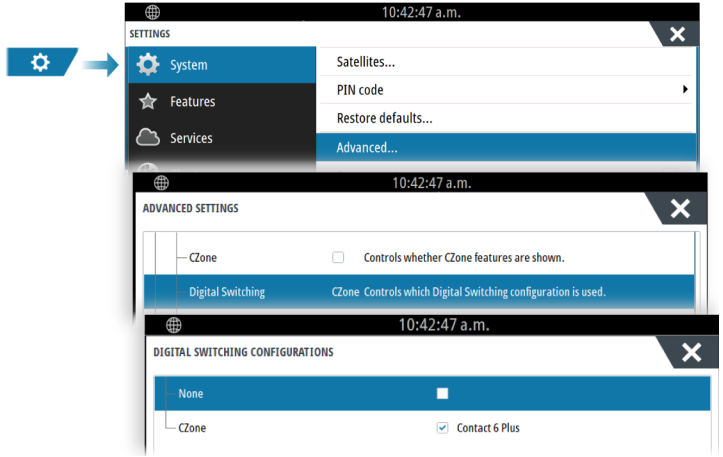 10:42:47 a.m.
SETTINGS
System
Satellites...
PIN code
Features
Restore defaults...
Services
Advanced...
10:42:47 a.m.
ADVANCED SETTINGS
CZone Controls whether CZone features are shown.
Digital Switching CZone Controls which Digital Switching configuration is used.
10:42:47 a.m.
DIGITAL SWITCHING CONFIGURATIONS
None
CZone Contact 6 Plus